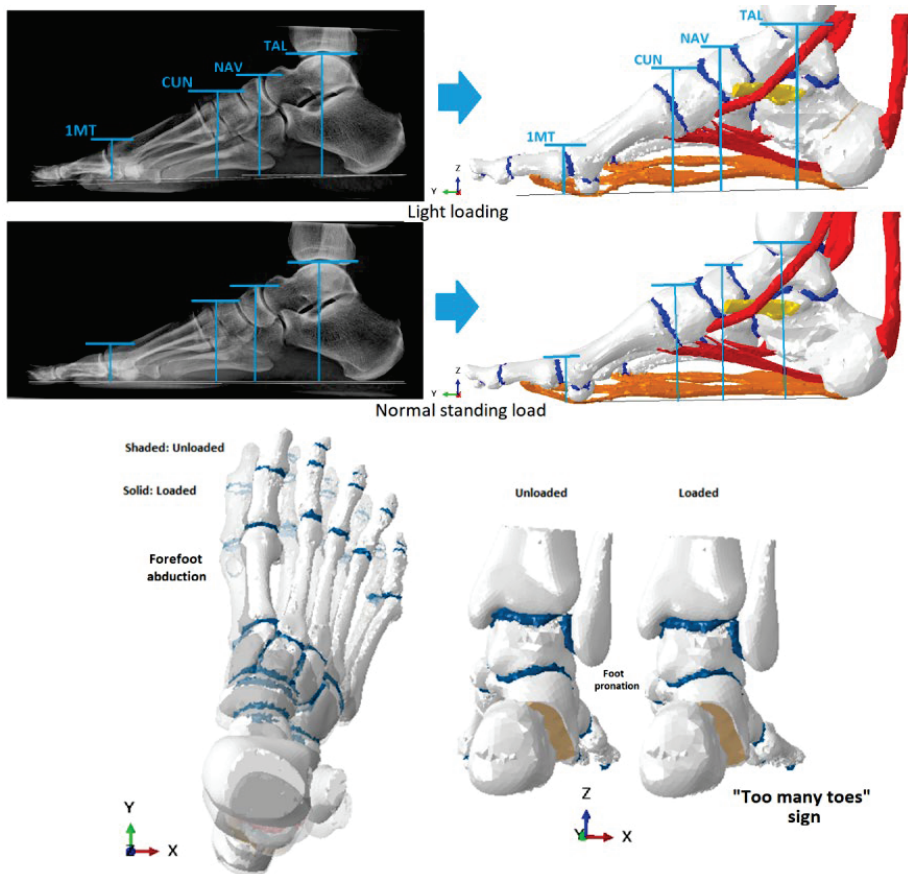 TAL
NAV
CUN
1MT
TAL
NAV
CUN
1MT
Z
Y
Light loading
Z
Y
Normal standing load
Shaded: Unloaded
Solid: Loaded
Forefoot
abduction
Unloaded
Loaded
Foot
pronation
"Too many toes"
sign
Y
Z
X
Z
Y
X